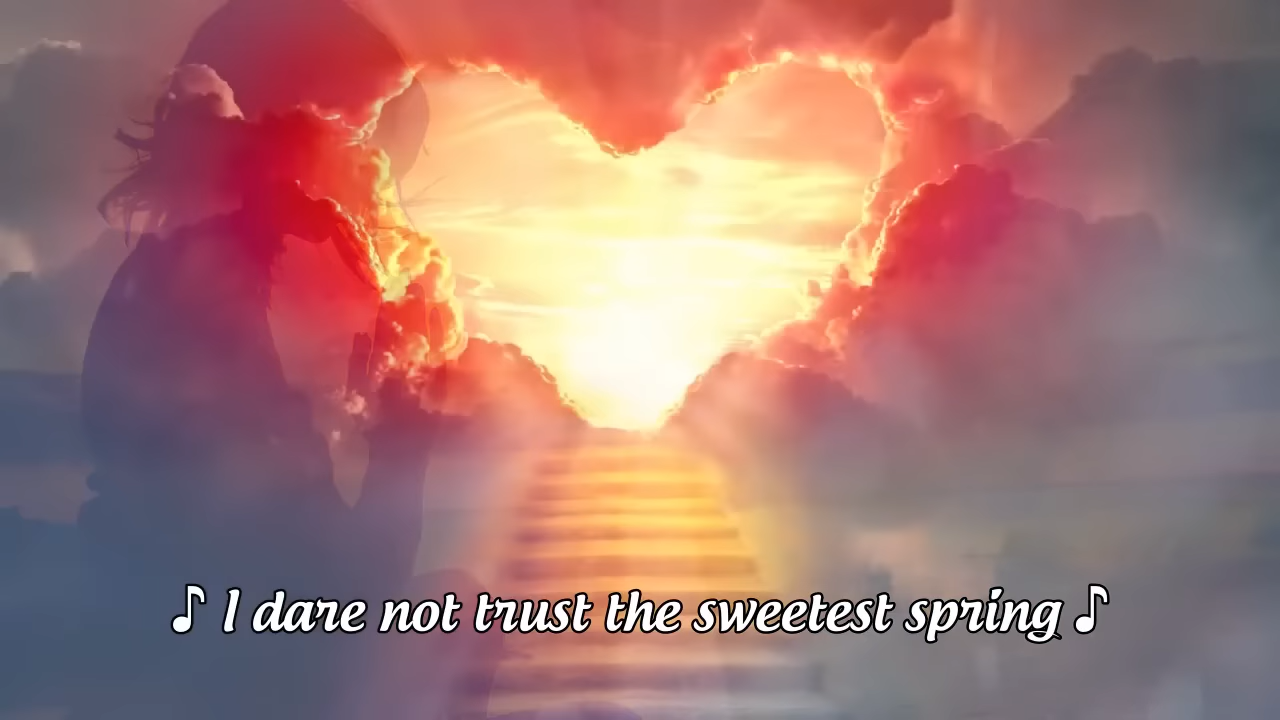 ♪ I dare not trust the sweetest spring ♪